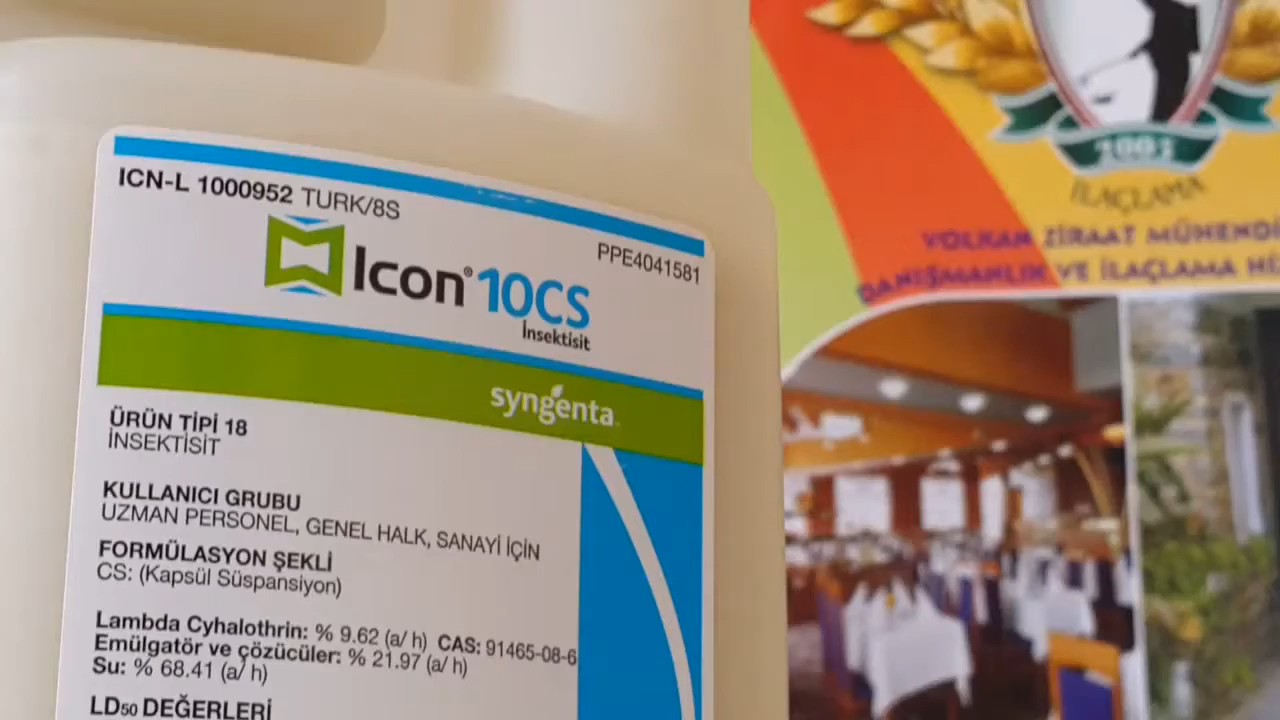 ICN-L 1000952 TURK/8S
PPE4041581
Icon® 10CS
İnsektisit
syngenta
ÜRÜN TİPİ 18
İNSEKTİSİT
KULLANICI GRUBU
UZMAN PERSONEL, GENEL HALK, SANAYİ İÇİN
FORMÜLASYON ŞEKLİ
CS: (Kapsül Süspansiyon)
Lambda Cyhalothrin: % 9.62 (a/ h) CAS: 91465-08-6
Emülgatör ve çözücüler: % 21.97 (a/ h)
Su: % 68.41 (a/ h)
LD50 DEĞERLERİ
İLAÇLAMA
VOLKAN ZİRAAT MÜHENDİ
DANIŞMANLIK VE İLAÇLAMA Hİ